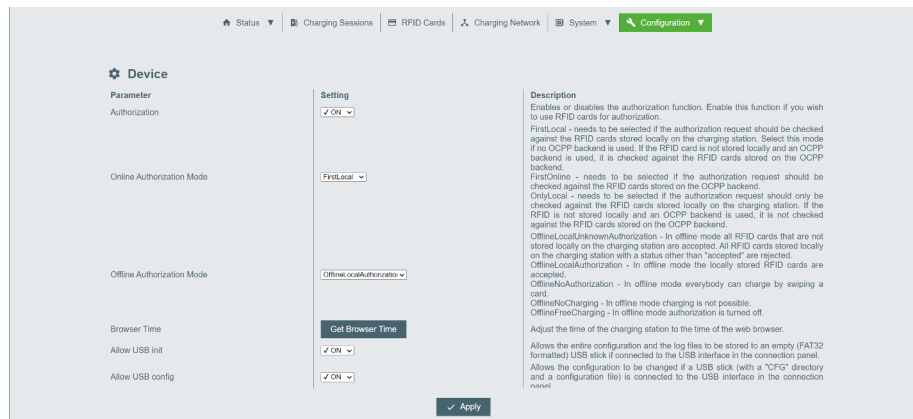 Status ▼ Charging Sessions RFID Cards Charging Network System ▼ Configuration ▼
Device
Parameter Setting Description
Authorization ✓ ON Enables or disables the authorization function. Enable this function if you wish
to use RFID cards for authorization.
Online Authorization Mode FirstLocal FirstLocal - needs to be selected if the authorization request should be checked
against the RFID cards stored locally on the charging station. Select this mode
if no OCPP backend is used. If the RFID card is not stored locally and an OCPP
backend is used, it is checked against the RFID cards stored on the OCPP
backend.
FirstOnline - needs to be selected if the authorization request should be
checked against the RFID cards stored on the OCPP backend.
OnlyLocal - needs to be selected if the authorization request should only be
checked against the RFID cards stored locally on the charging station. If the
RFID is not stored locally and an OCPP backend is used, it is not checked
against the RFID cards stored on the OCPP backend.
Offline Authorization Mode OfflineLocalAuthorization OfflineLocalUnknownAuthorization - In offline mode all RFID cards that are not
stored locally on the charging station are accepted. All RFID cards stored locally
on the charging station with a status other than "accepted" are rejected.
OfflineLocalAuthorization - In offline mode the locally stored RFID cards are
accepted.
OfflineNoAuthorization - In offline mode everybody can charge by swiping a
card.
OfflineNoCharging - In offline mode charging is not possible.
OfflineFreeCharging - In offline mode authorization is turned off.
Browser Time Get Browser Time Adjust the time of the charging station to the time of the web browser.
Allow USB init ✓ ON Allows the entire configuration and the log files to be stored to an empty (FAT32
formatted) USB stick if connected to the USB interface in the connection panel.
Allow USB config ✓ ON Allows the configuration to be changed if a USB stick (with a "CFG" directory
and a configuration file) is connected to the USB interface in the connection
panel.
✓ Apply